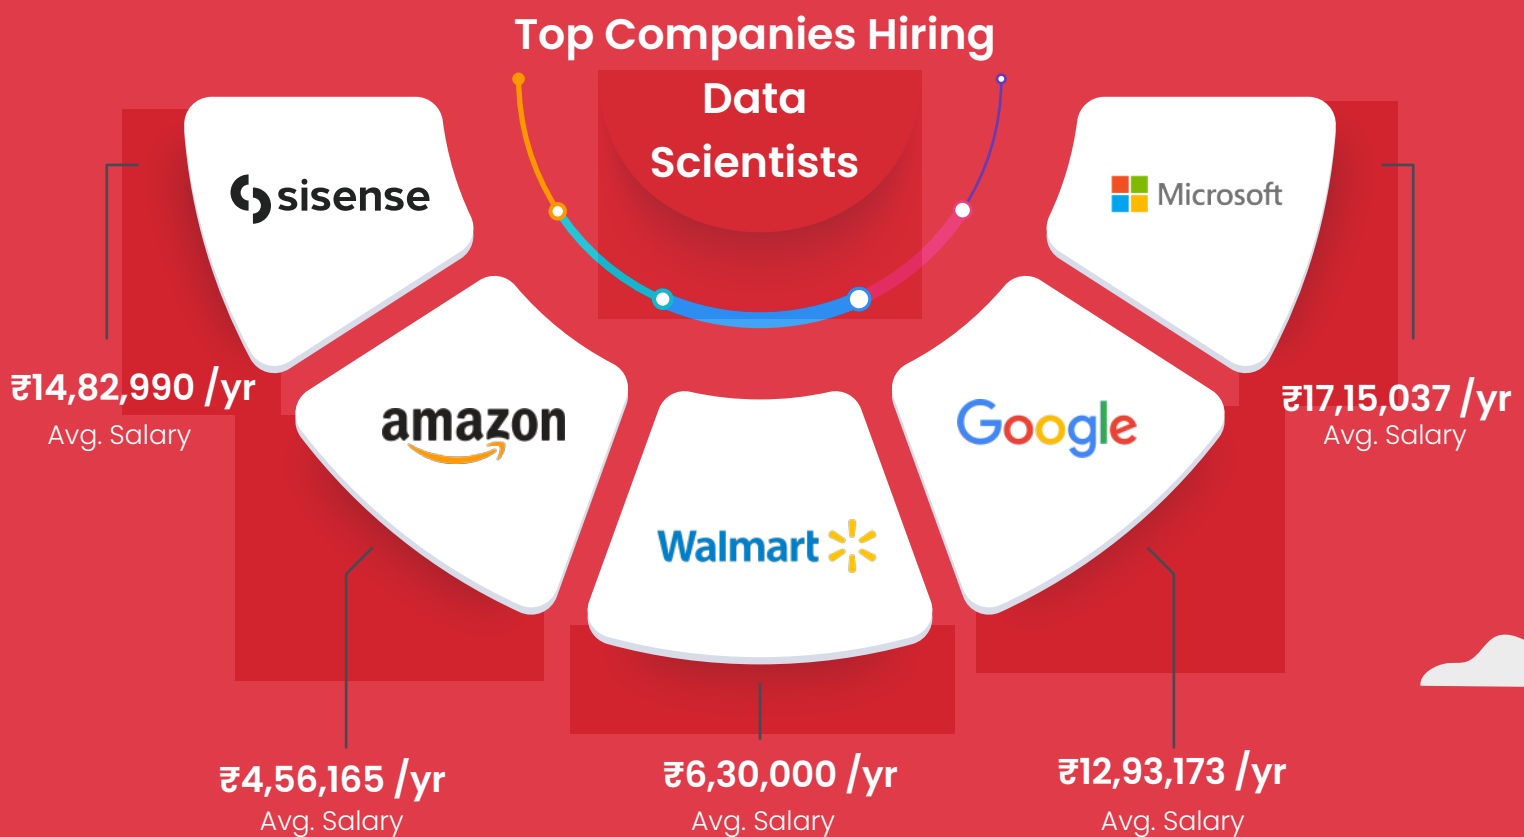 Top Companies Hiring
Data
Scientists
sisense
Microsoft
₹14,82,990 /yr
Avg. Salary
amazon
Google
₹17,15,037 /yr
Avg. Salary
Walmart
₹4,56,165 /yr
Avg. Salary
₹6,30,000 /yr
Avg. Salary
₹12,93,173 /yr
Avg. Salary